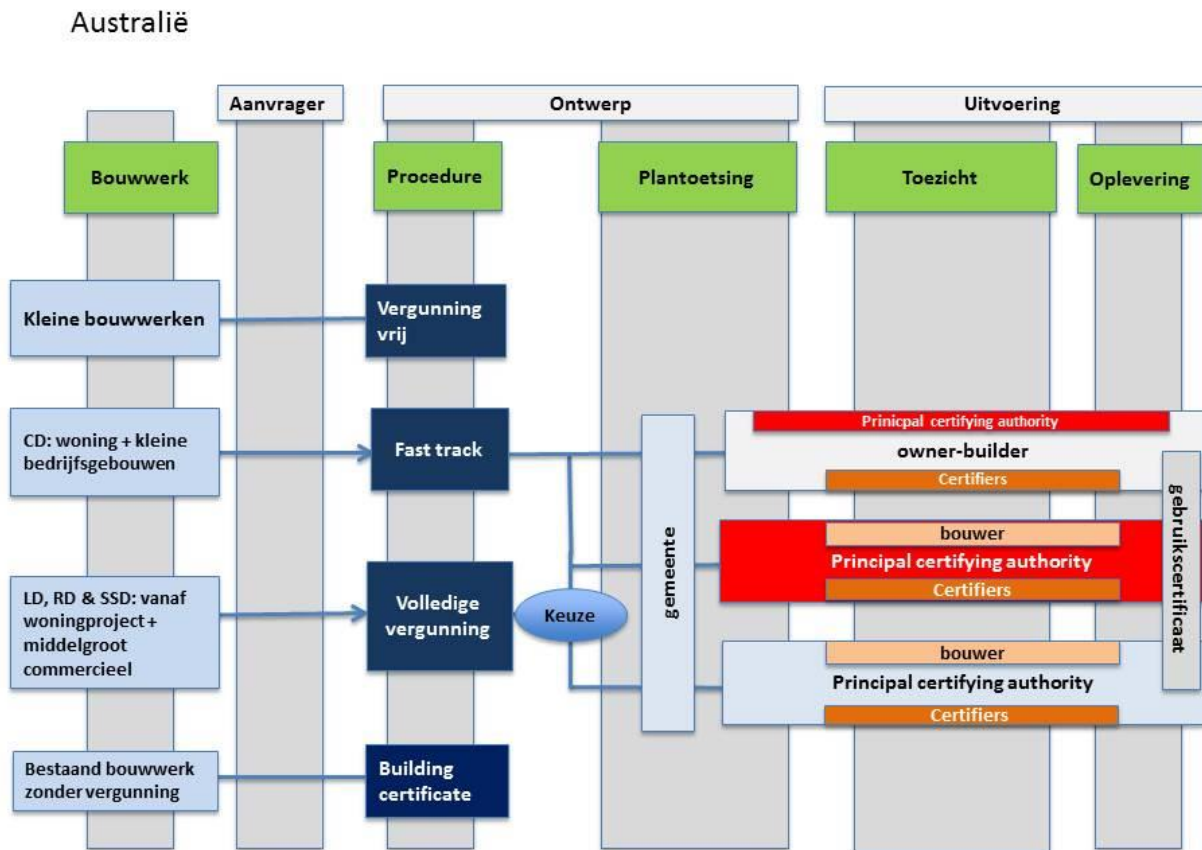 Australië
Aanvrager
Ontwerp
Uitvoering
Bouwwerk
Procedure
Plantoetsing
Toezicht
Oplevering
Kleine bouwwerken
Vergunning
vrij
CD: woning + kleine
bedrijfsgebouwen
Fast track
gemeente
Prinicpal certifying authority
owner-builder
Certifiers
gebruikscertificaat
bouwer
Principal certifying authority
Certifiers
LD, RD & SSD: vanaf
woningproject +
middelgroot
commercieel
Volledige
vergunning
Keuze
bouwer
Principal certifying authority
Certifiers
Bestaand bouwwerk
zonder vergunning
Building
certificate